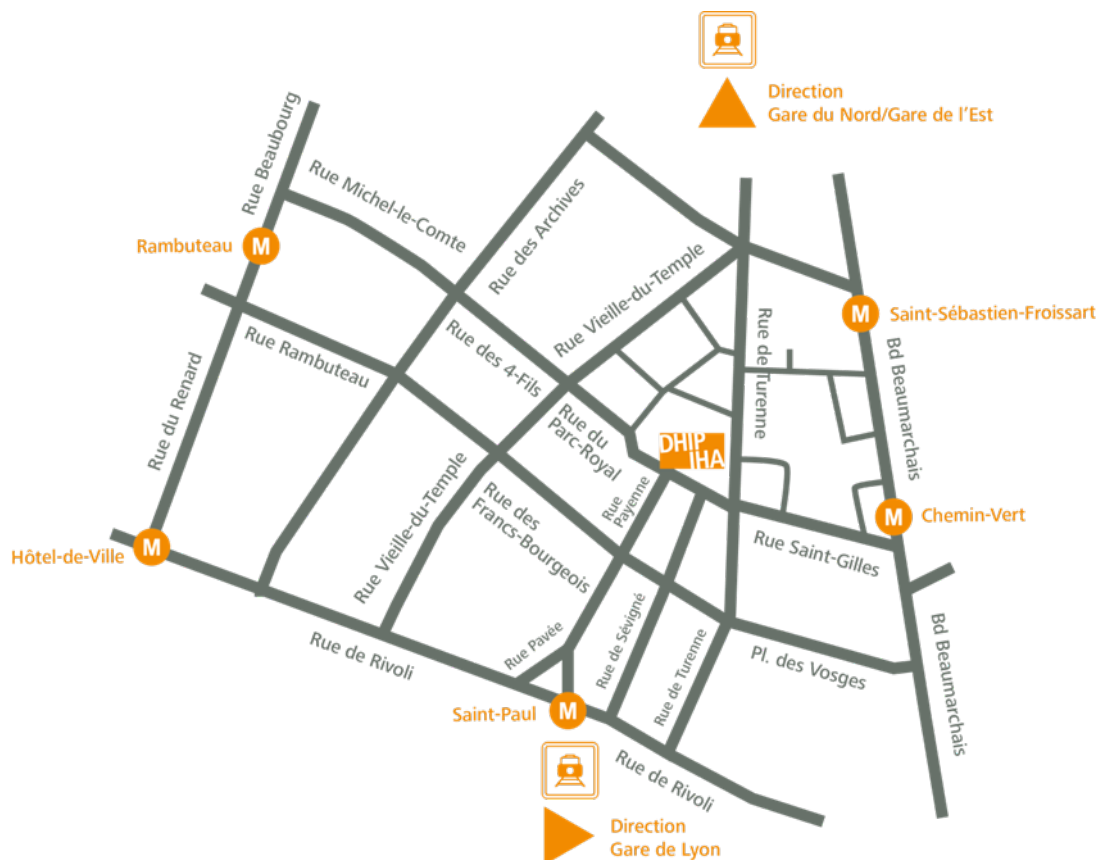 Direction
Gare du Nord/Gare de l'Est
Rue Beaubourg
Rue Michel-le-Comte
Rue des Archives
Rambuteau
M
Rue Vieille-du-Temple
M
Saint-Sébastien-Froissart
Rue Rambuteau
Rue des 4-Fils
Rue de Turenne
Bd Beaumarchais
Rue du Renard
Rue du
Parc-Royal
DHIP
IHA
Rue
Payenne
M
Chemin-Vert
Rue Saint-Gilles
Hôtel-de-Ville
M
Rue Vieille-du-Temple
Rue des
Francs-Bourgeois
Rue de Rivoli
Rue Pavée
Rue de Sévigné
Rue de Turenne
Pl. des Vosges
Bd Beaumarchais
Saint-Paul
M
Rue de Rivoli
Direction
Gare de Lyon